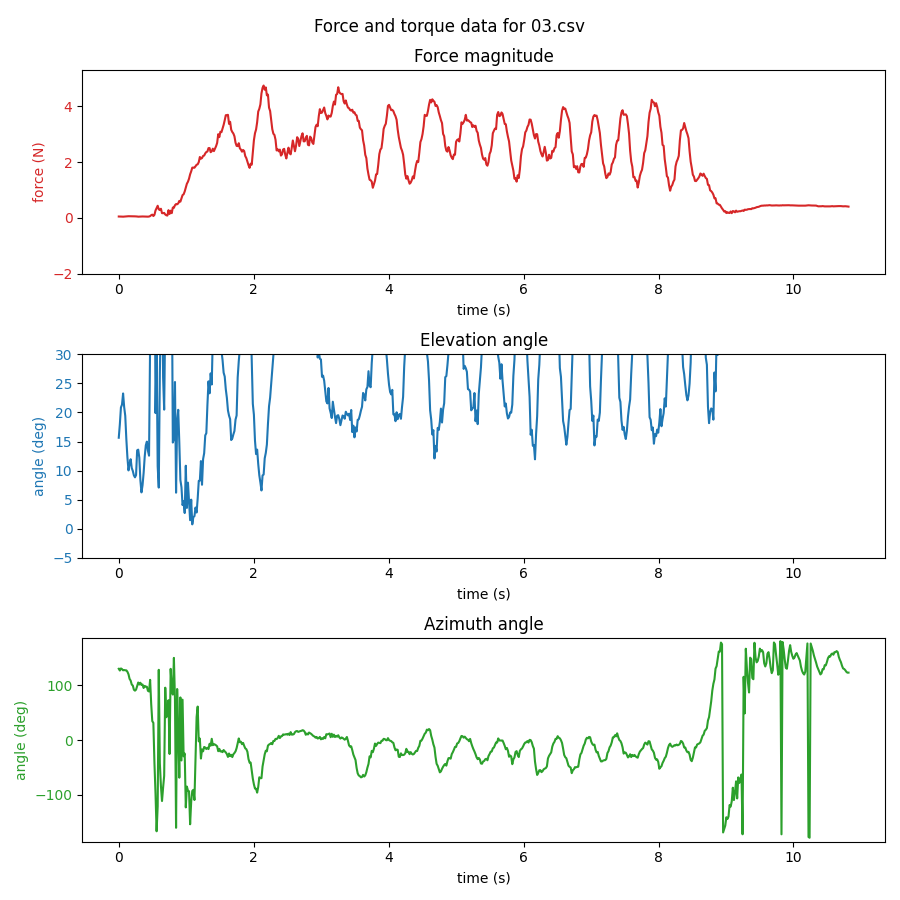 Force and torque data for 03.csv
Force magnitude
4
2
0
−2
force (N)
0 2 4 6 8 10
time (s)
Elevation angle
30
25
20
15
10
5
0
−5
angle (deg)
0 2 4 6 8 10
time (s)
Azimuth angle
100
0
−100
angle (deg)
0 2 4 6 8 10
time (s)